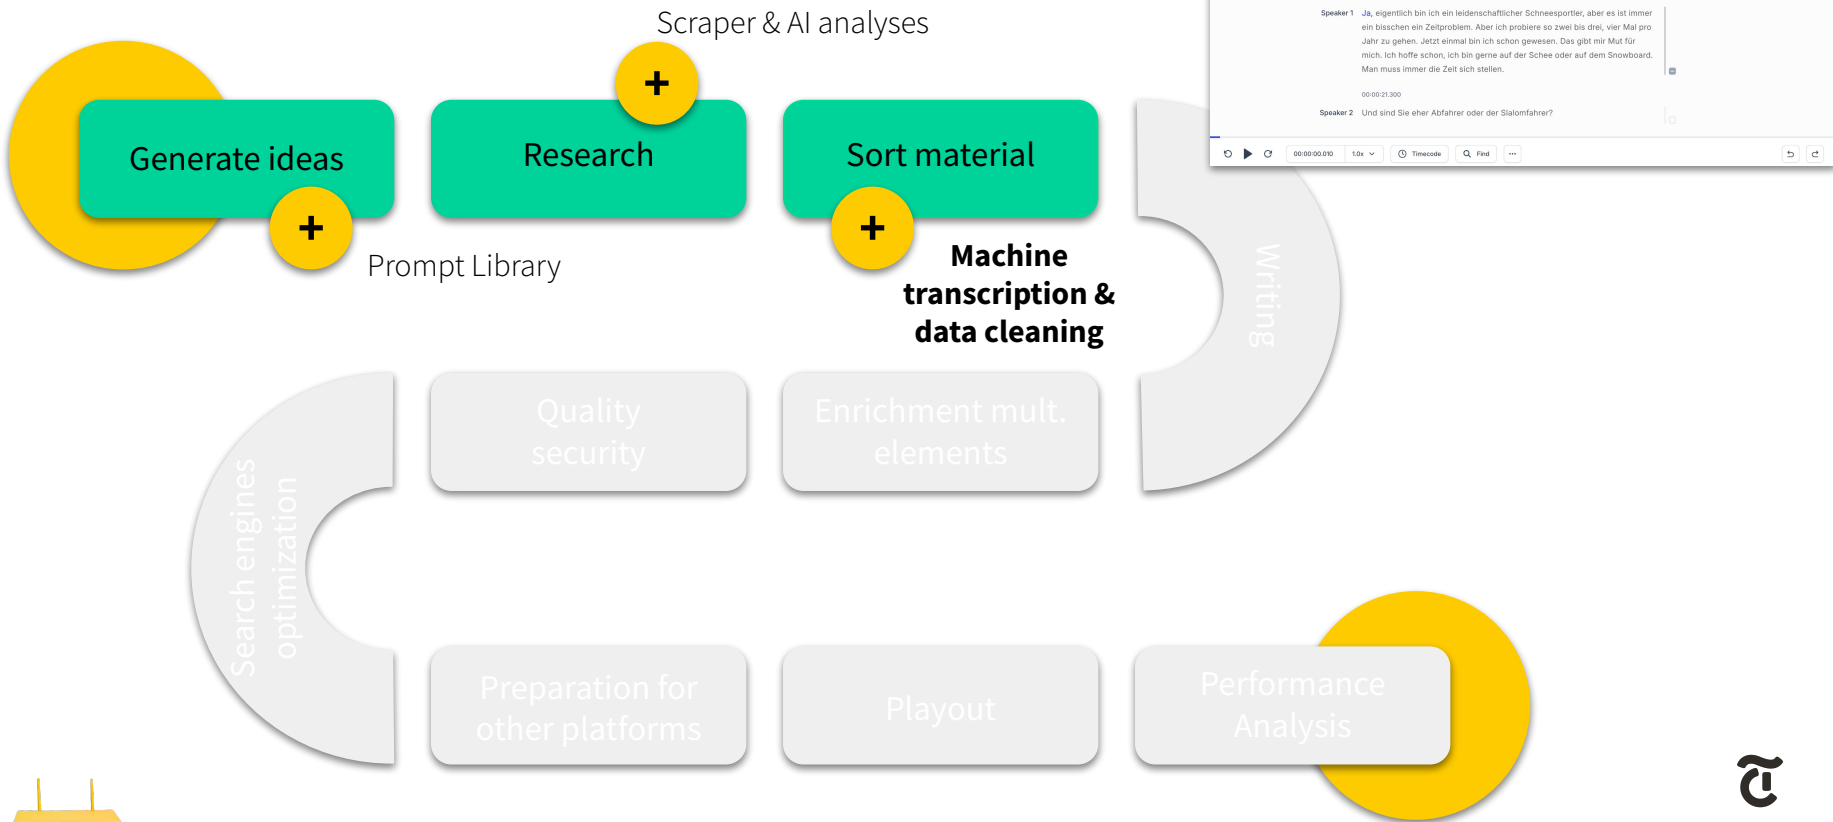 Scraper & AI analyses
+
Generate ideas
Research
Sort material
+
+
Prompt Library
Machine
transcription &
data cleaning
Speaker 1 Ja, eigentlich bin ich ein leidenschaftlicher Schneesportler, aber es ist immer
ein bisschen ein Zeitproblem. Aber ich probiere so zwei bis drei, vier Mal pro
Jahr zu gehen. Jetzt einmal bin ich schon gewesen. Das gibt mir Mut für
mich. Ich hoffe schon, ich bin gerne auf der Schee oder auf dem Snowboard.
Man muss immer die Zeit sich stellen.
00:00:21.300
Speaker 2 Und sind Sie eher Abfahrer oder der Slalomfahrer?
00:00:00.010 1.0x Timecode Find ...
Writing
Enrichment mult.
elements
Quality
security
Search engines
optimization
Preparation for
other platforms
Playout
Performance
Analysis